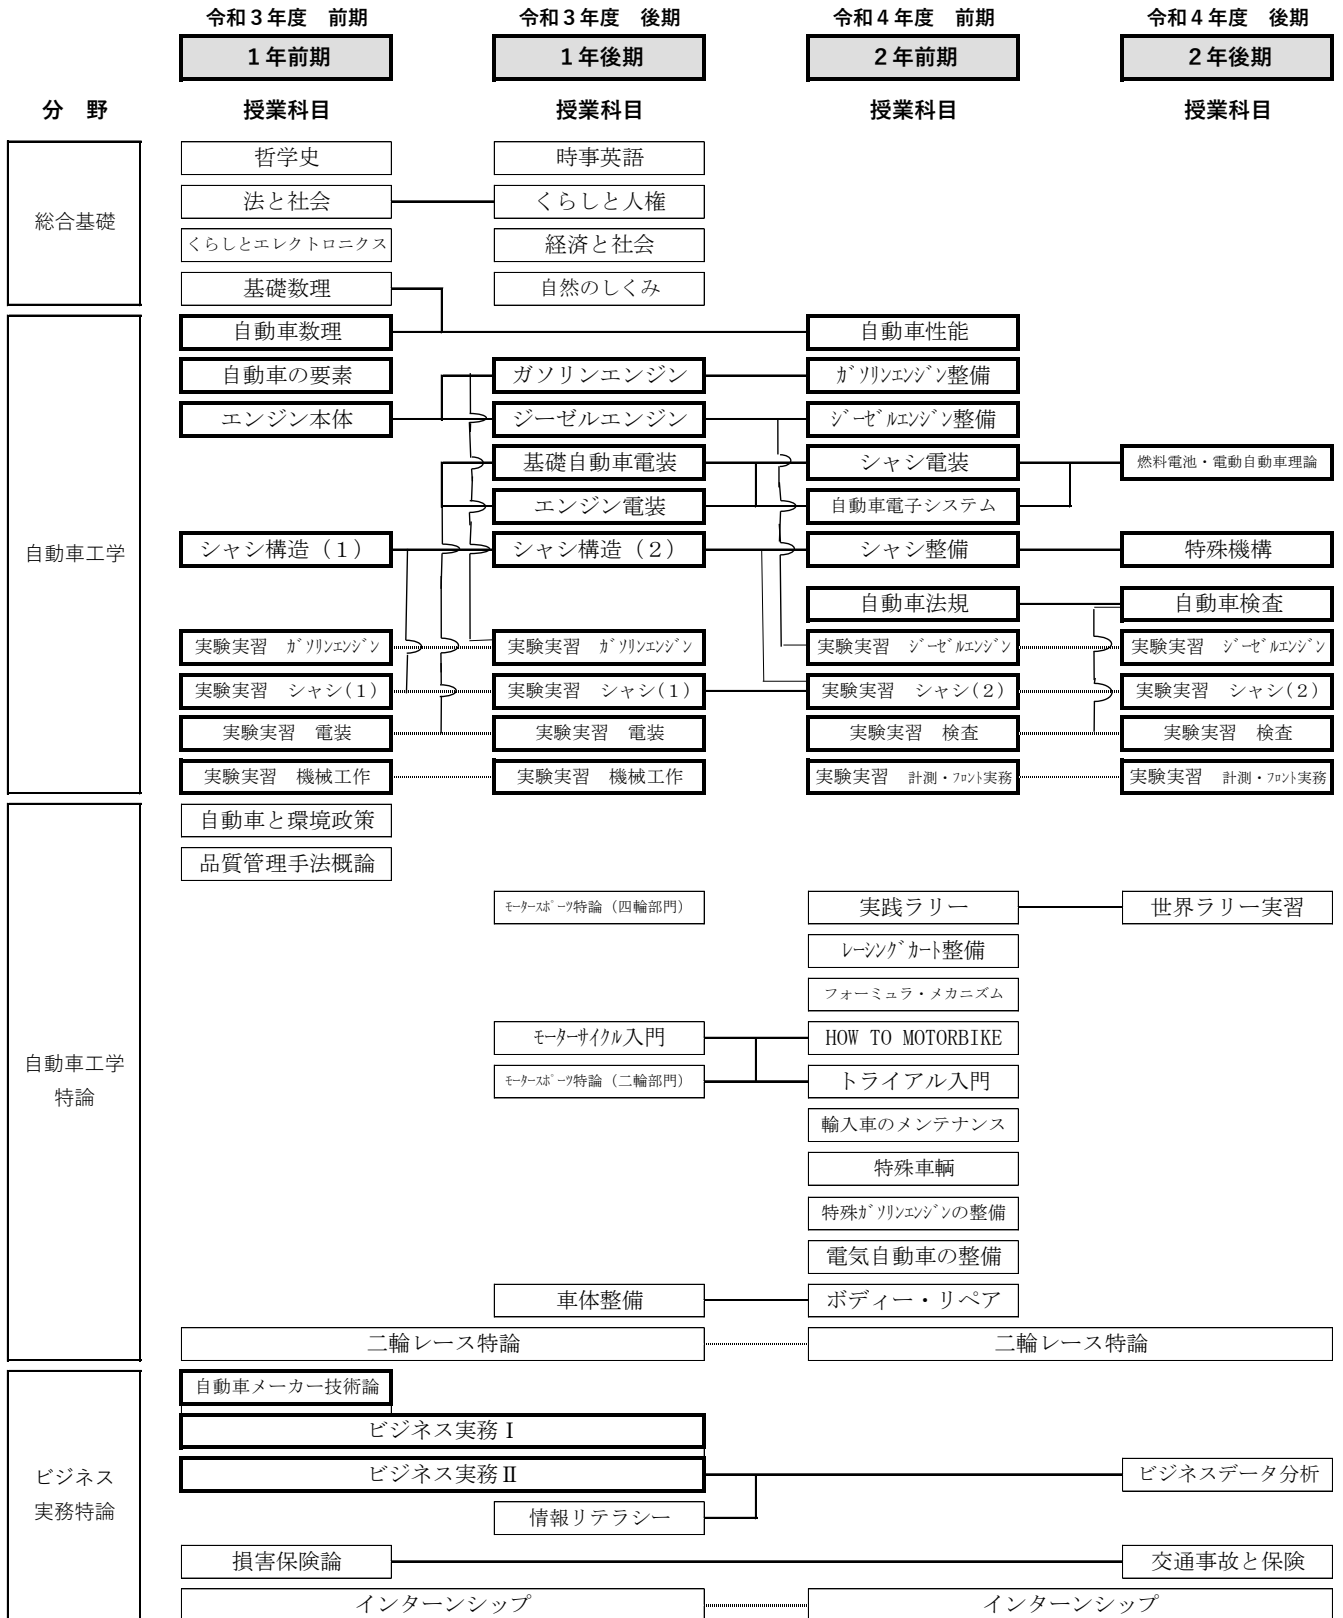 令和３年度　前期　令和３年度　後期　令和４年度　前期　令和４年度　後期
１年前期　１年後期　２年前期　２年後期
分　野　授業科目　授業科目　授業科目　授業科目
哲学史　時事英語
法と社会　くらしと人権
総合基礎
くらしとエレクトロニクス　経済と社会
基礎数理　自然のしくみ
自動車数理　自動車性能
自動車の要素　ガソリンエンジン　ｶﾞｿﾘﾝｴﾝｼﾞﾝ整備
エンジン本体　ジーゼルエンジン　ｼﾞｰｾﾞﾙｴﾝｼﾞﾝ整備
基礎自動車電装　シャシ電装　燃料電池・電動自動車理論
エンジン電装　自動車電子システム
自動車工学　シャシ構造（１）　シャシ構造（２）　シャシ整備　特殊機構
自動車法規　自動車検査
実験実習　ｶﾞｿﾘﾝｴﾝｼﾞﾝ　実験実習　ｶﾞｿﾘﾝｴﾝｼﾞﾝ　実験実習　ｼﾞｰｾﾞﾙｴﾝｼﾞﾝ　実験実習　ｼﾞｰｾﾞﾙｴﾝｼﾞﾝ
実験実習　シャシ(１)　実験実習　シャシ(１)　実験実習　シャシ(２)　実験実習　シャシ(２)
実験実習　電装　実験実習　電装　実験実習　検査　実験実習　検査
実験実習　機械工作　実験実習　機械工作　実験実習　計測・ﾌﾛﾝﾄ実務　実験実習　計測・ﾌﾛﾝﾄ実務
自動車と環境政策
品質管理手法概論
ﾓｰﾀｰｽﾎﾟｰﾂ特論（四輪部門）　実践ラリー　世界ラリー実習
ﾚｰｼﾝｸﾞｶｰﾄ整備
フォーミュラ・メカニズム
ﾓｰﾀｰｻｲｸﾙ入門　HOW TO MOTORBIKE
自動車工学
特論
ﾓｰﾀｰｽﾎﾟｰﾂ特論（二輪部門）　トライアル入門
輸入車のメンテナンス
特殊車輌
特殊ｶﾞｿﾘﾝｴﾝｼﾞﾝの整備
電気自動車の整備
車体整備　ボディー・リペア
二輪レース特論　二輪レース特論
自動車メーカー技術論
ビジネス実務Ⅰ
ビジネス
実務特論
ビジネス実務Ⅱ　ビジネスデータ分析
情報リテラシー
損害保険論　交通事故と保険
インターンシップ　インターンシップ